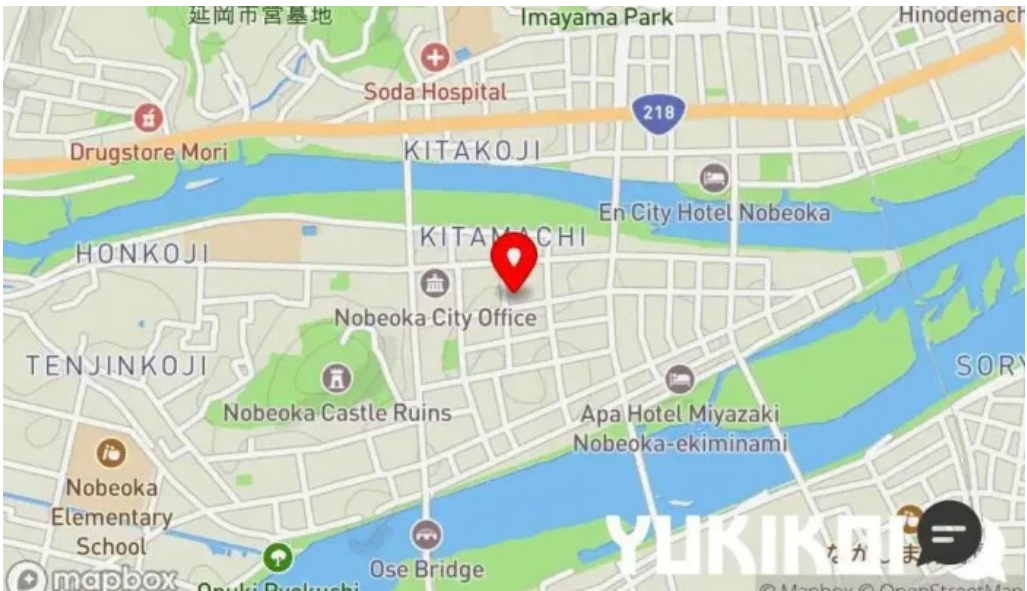 延岡市営墓地
Imayama Park
Hinodemach
Soda Hospital
218
Drugstore Mori
KITAKOJI
En City Hotel Nobeoka
KITAMACHI
HONKOJI
Nobeoka City Office
TENJINKOJI
SORY
Nobeoka Castle Ruins
Apa Hotel Miyazaki
Nobeoka-ekiminami
Nobeoka
Elementary
School
Ose Bridge
mapbox
© Mapbox © OpenStreetMap